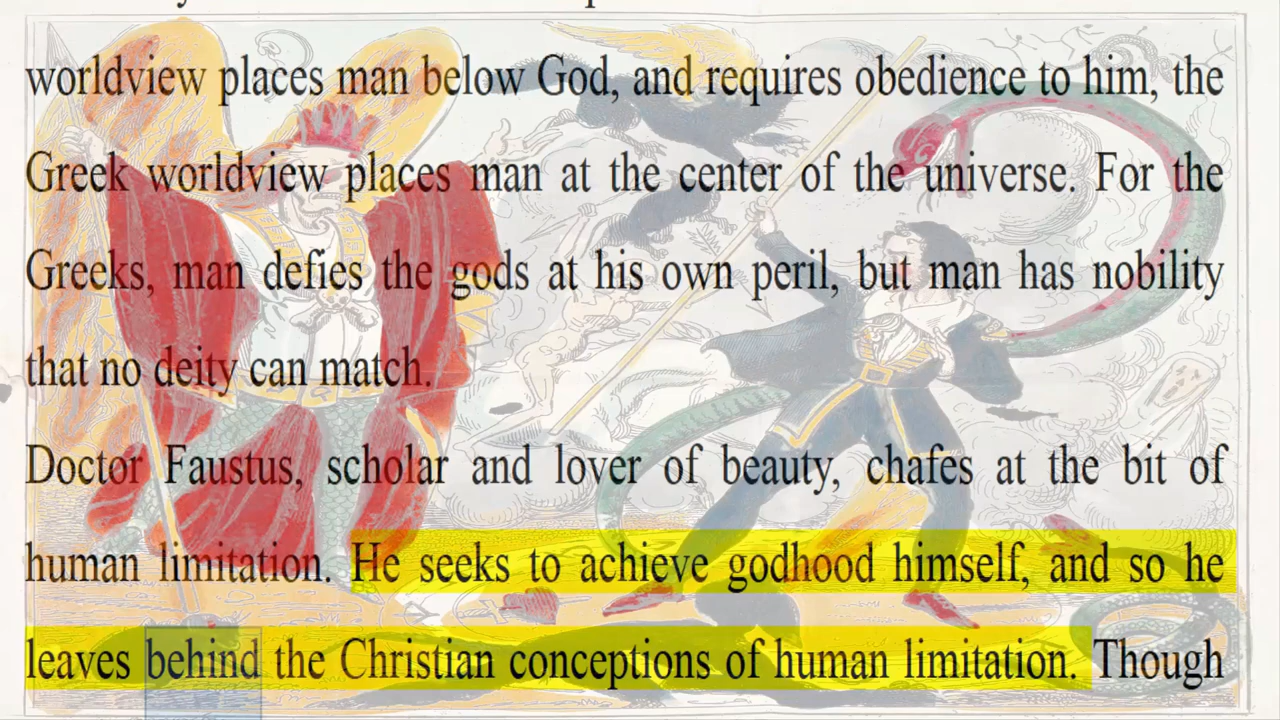 worldview places man below God, and requires obedience to him, the
Greek worldview places man at the center of the universe. For the
Greeks, man defies the gods at his own peril, but man has nobility
that no deity can match.
Doctor Faustus, scholar and lover of beauty, chafes at the bit of
human limitation. He seeks to achieve godhood himself, and so he
leaves behind the Christian conceptions of human limitation. Though